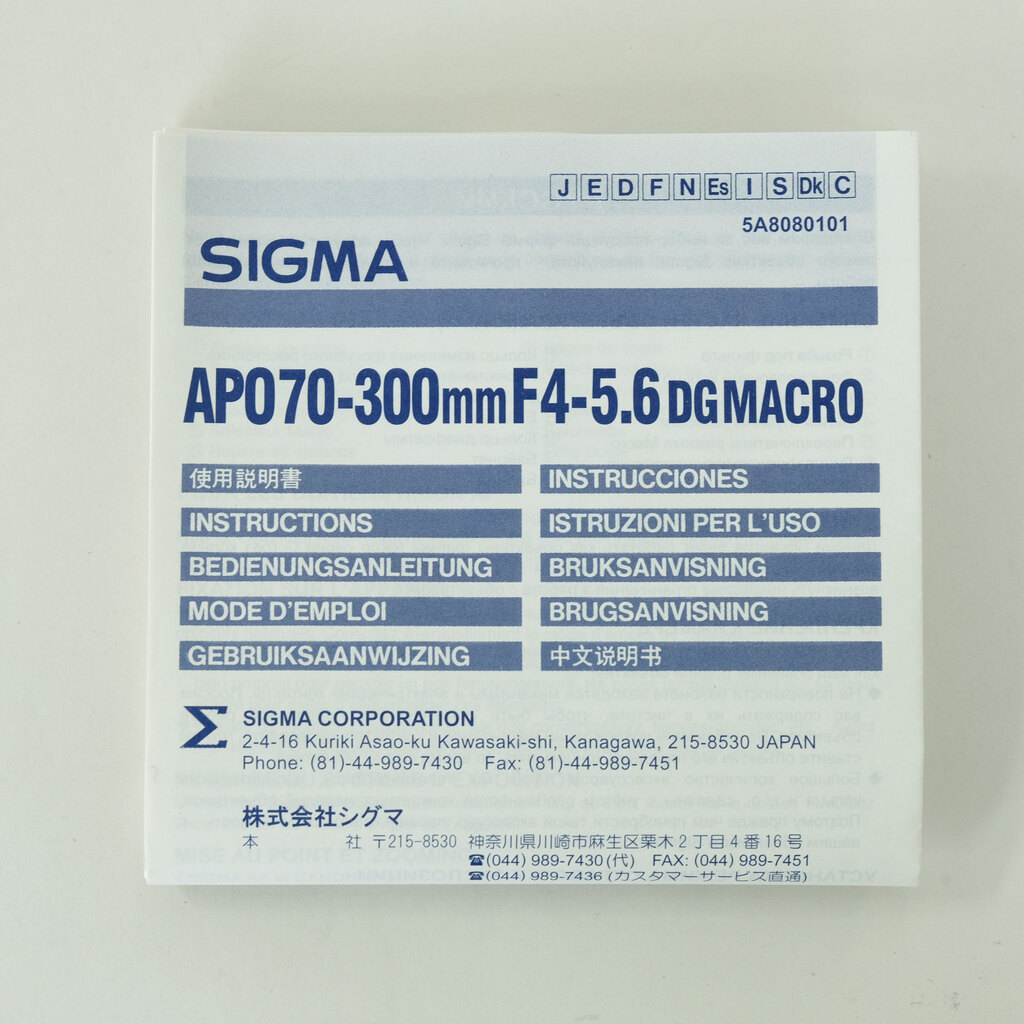 J E D F N Es I S Dk C
5A8080101
SIGMA
APO 70-300mm F4-5.6 DG MACRO
使用説明書
INSTRUCTIONS
BEDIENUNGSANLEITUNG
MODE D'EMPLOI
GEBRUIKSAANWIJZING
INSTRUCCIONES
ISTRUZIONI PER L'USO
BRUKSANVISNING
BRUGSANVISNING
中文说明书
SIGMA CORPORATION
2-4-16 Kuriki Asao-ku Kawasaki-shi, Kanagawa, 215-8530 JAPAN
Phone: (81)-44-989-7430 Fax: (81)-44-989-7451
株式会社シグマ
本 社 〒215-8530 神奈川県川崎市麻生区栗木2丁目4番16号
☎(044) 989-7430 (代) FAX: (044) 989-7451
☎(044) 989-7436 (カスタマーサービス直通)